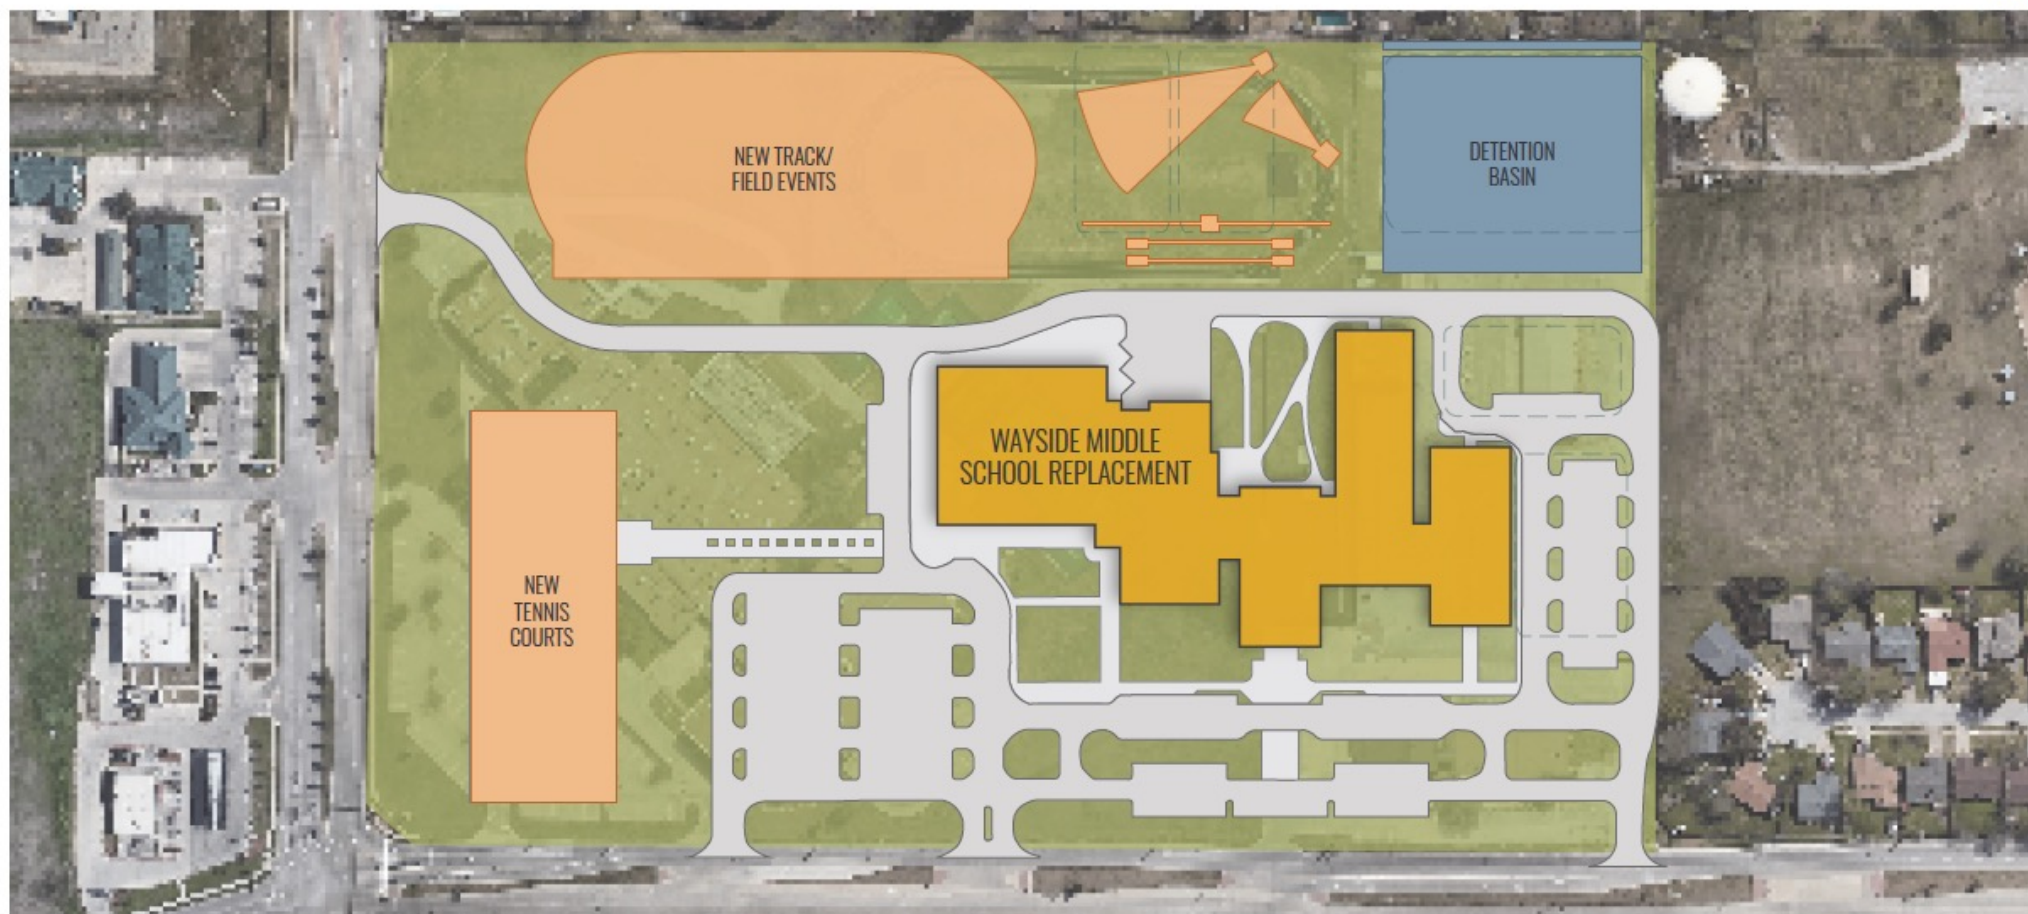 NEW TRACK/
FIELD EVENTS
DETENTION
BASIN
WAYSIDE MIDDLE
SCHOOL REPLACEMENT
NEW
TENNIS
COURTS